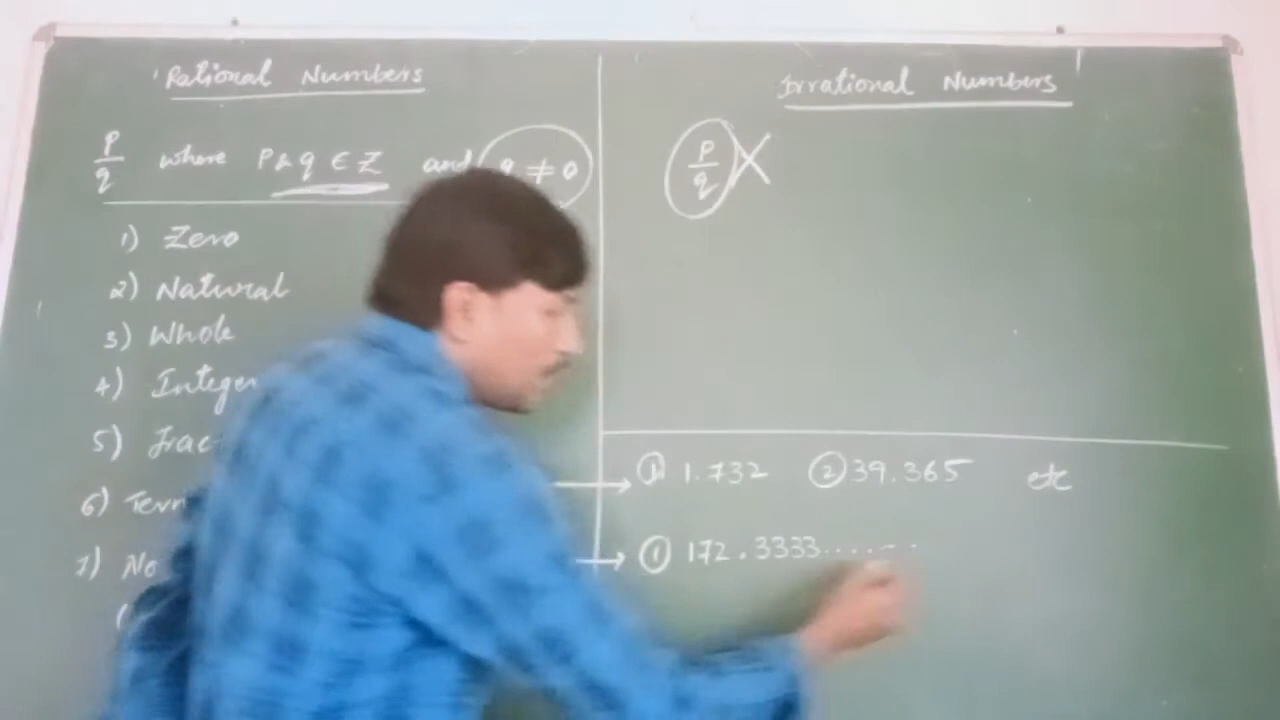 Rational Numbers
P/q where P & q ∈ Z and q ≠ 0
1) Zero
2) Natural
3) Whole
4) Integer
5) Frac
6) Term
7) No
Irrational Numbers
P/q X
① 1.732 ② 39.365 etc
① 172.3333.......